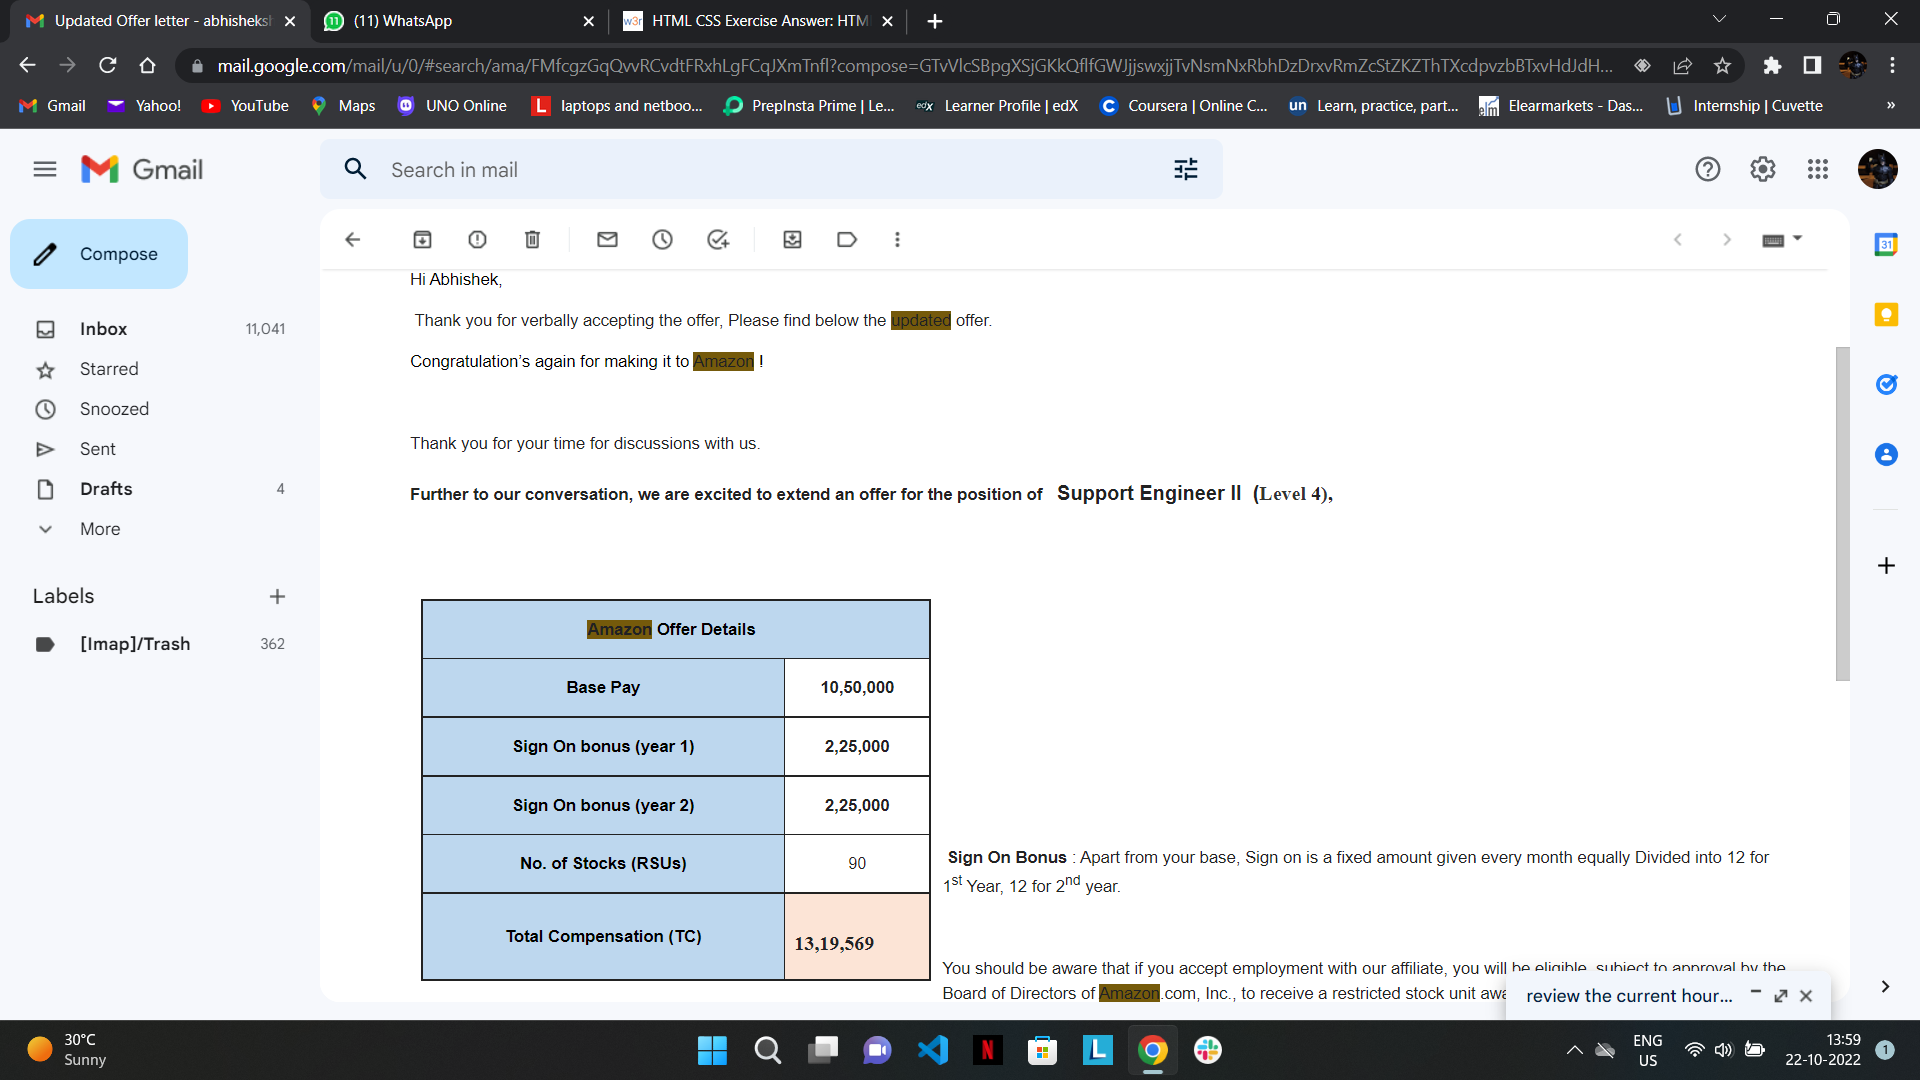 Updated Offer letter - abhisheksh
(11) WhatsApp
w3r HTML CSS Exercise Answer: HTM
mail.google.com/mail/u/0/#search/ama/FMfcgzGqQvvRCvdtFRxhLgFCqJXmTnfl?compose=GTvVlcSBpgXSjGKkQflfGWJjjswxjjTvNsmNxRbhDzDrxvRmZcStZKZThTXcdpvzbBTxvHdJdH...
Gmail Yahoo! YouTube Maps UNO Online laptops and netboo... PrepInsta Prime | Le... edX Learner Profile | edX Coursera | Online C... un Learn, practice, part... elm Elearmarkets - Das... Internship | Cuvette »
Gmail
Search in mail
Compose
Inbox 11,041
Starred
Snoozed
Sent
Drafts 4
More
Labels
[Imap]/Trash 362
Hi Abhishek,
Thank you for verbally accepting the offer, Please find below the updated offer.
Congratulation’s again for making it to Amazon !
Thank you for your time for discussions with us.
Further to our conversation, we are excited to extend an offer for the position of Support Engineer II (Level 4),
Amazon Offer Details
Base Pay 10,50,000
Sign On bonus (year 1) 2,25,000
Sign On bonus (year 2) 2,25,000
No. of Stocks (RSUs) 90
Total Compensation (TC) 13,19,569
Sign On Bonus : Apart from your base, Sign on is a fixed amount given every month equally Divided into 12 for
1st Year, 12 for 2nd year.
You should be aware that if you accept employment with our affiliate, you will be eligible, subject to approval by the
Board of Directors of Amazon.com, Inc., to receive a restricted stock unit awa
review the current hour...
31
30°C
Sunny
ENG
US
13:59
22-10-2022
1